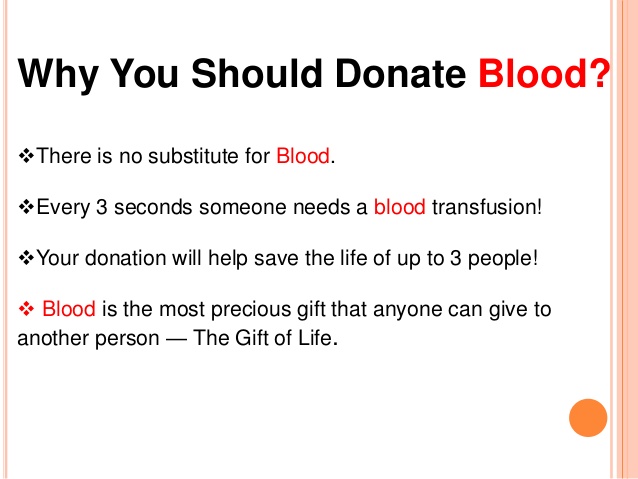 Why You Should Donate Blood?
❖There is no substitute for Blood.
❖Every 3 seconds someone needs a blood transfusion!
❖Your donation will help save the life of up to 3 people!
❖ Blood is the most precious gift that anyone can give to
another person — The Gift of Life.